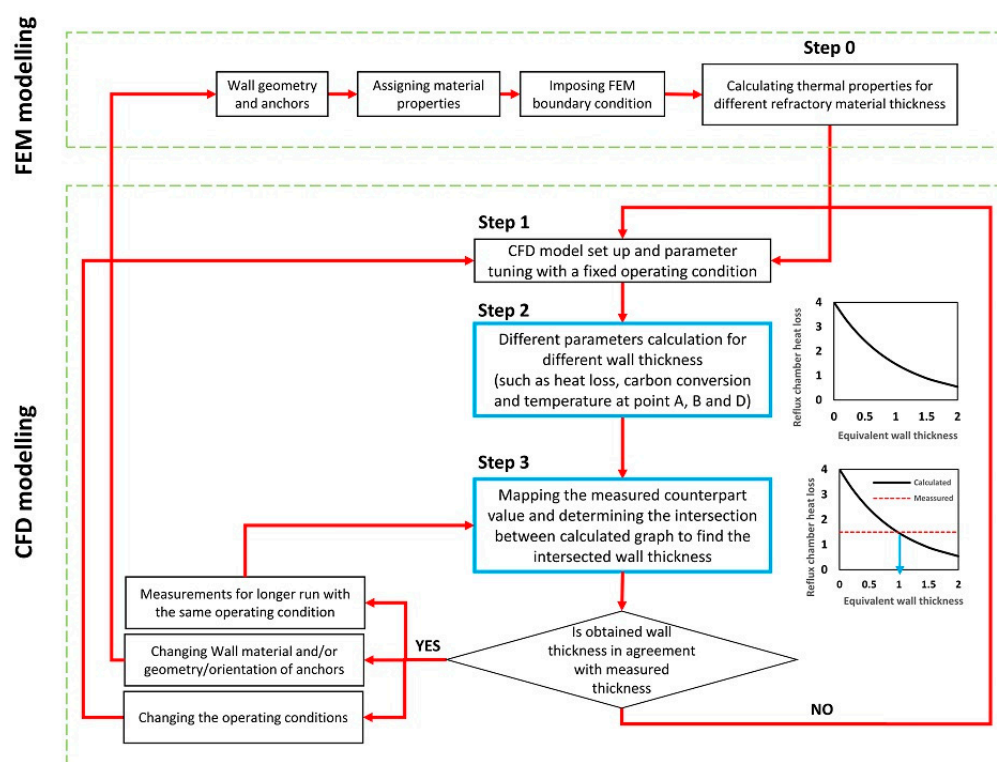 FEM modelling
Step 0
Wall geometry
and anchors
Assigning material
properties
Imposing FEM
boundary condition
Calculating thermal properties for
different refractory material thickness
CFD modelling
Step 1
CFD model set up and parameter
tuning with a fixed operating condition
Step 2
Different parameters calculation for
different wall thickness
(such as heat loss, carbon conversion
and temperature at point A, B and D)
Reflux chamber heat loss
4
3
2
1
0
0 0.5 1 1.5 2
Equivalent wall thickness
Step 3
Mapping the measured counterpart
value and determining the intersection
between calculated graph to find the
intersected wall thickness
Reflux chamber heat loss
4
3
2
1
0
Calculated
Meassured
0 0.5 1 1.5 2
Equivalent wall thickness
Measurements for longer run with
the same operating condition
Changing Wall material and/or
geometry/orientation of anchors
Changing the operating conditions
YES
Is obtained wall
thickness in agreement
with measured
thickness
NO